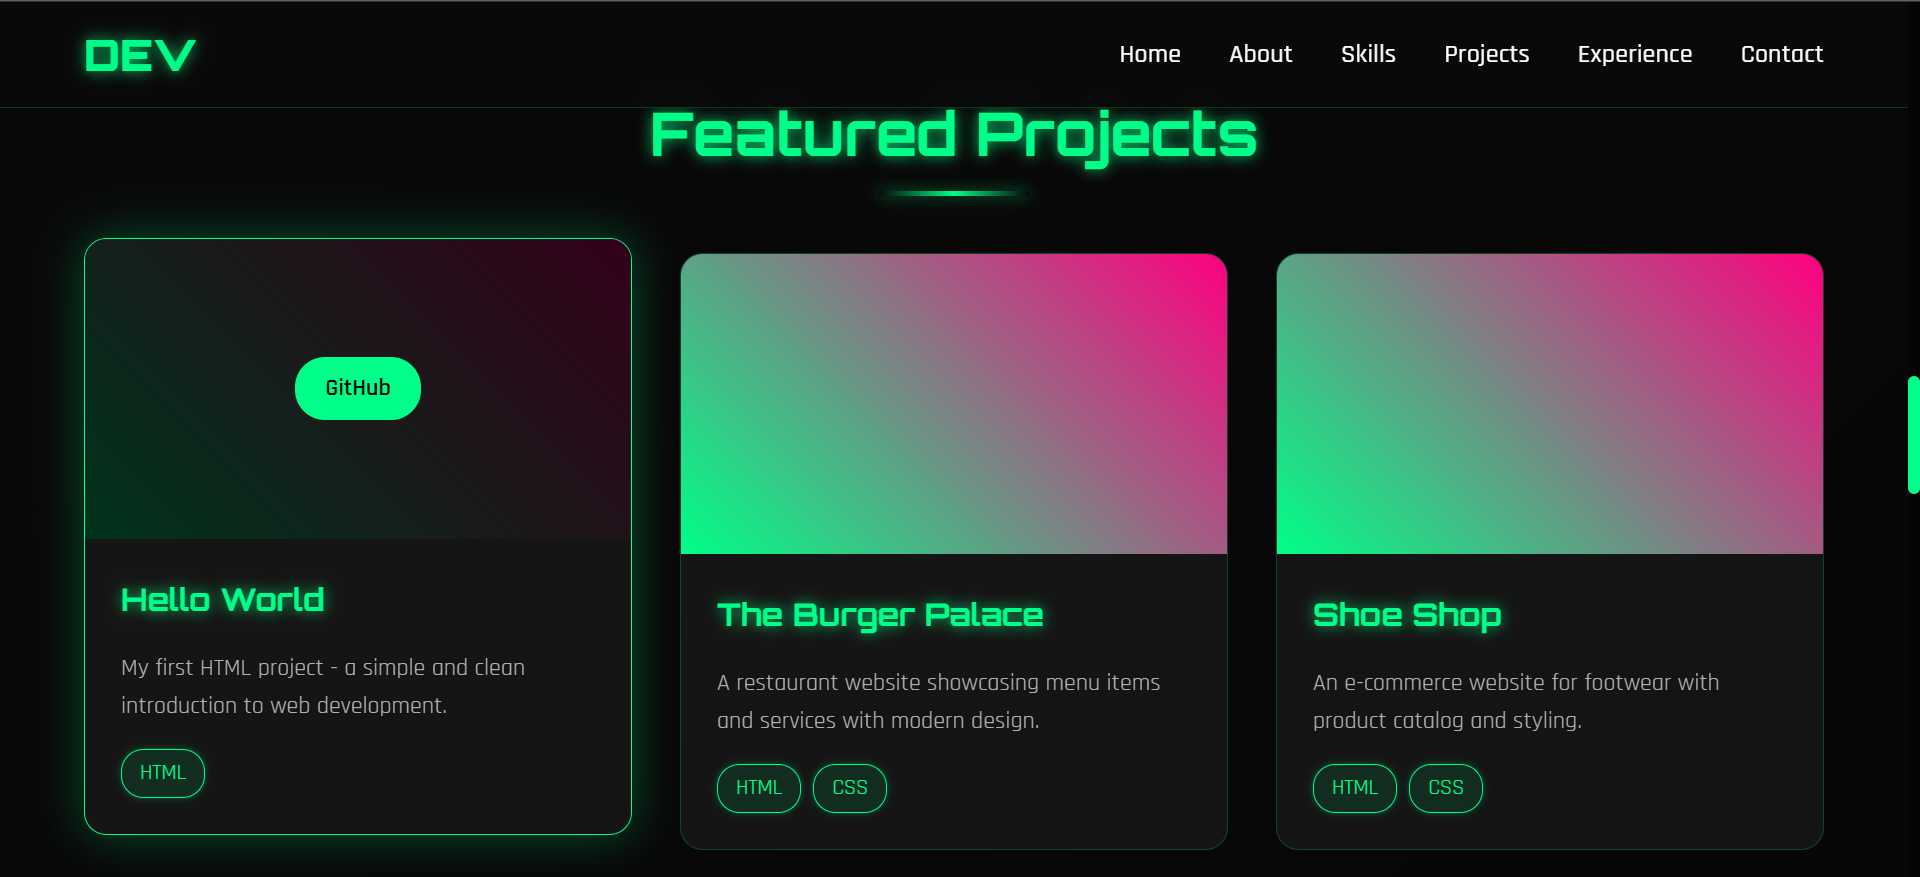 DEV
Home About Skills Projects Experience Contact
Featured Projects
GitHub
Hello World
My first HTML project - a simple and clean
introduction to web development.
HTML
The Burger Palace
A restaurant website showcasing menu items
and services with modern design.
HTML CSS
Shoe Shop
An e-commerce website for footwear with
product catalog and styling.
HTML CSS